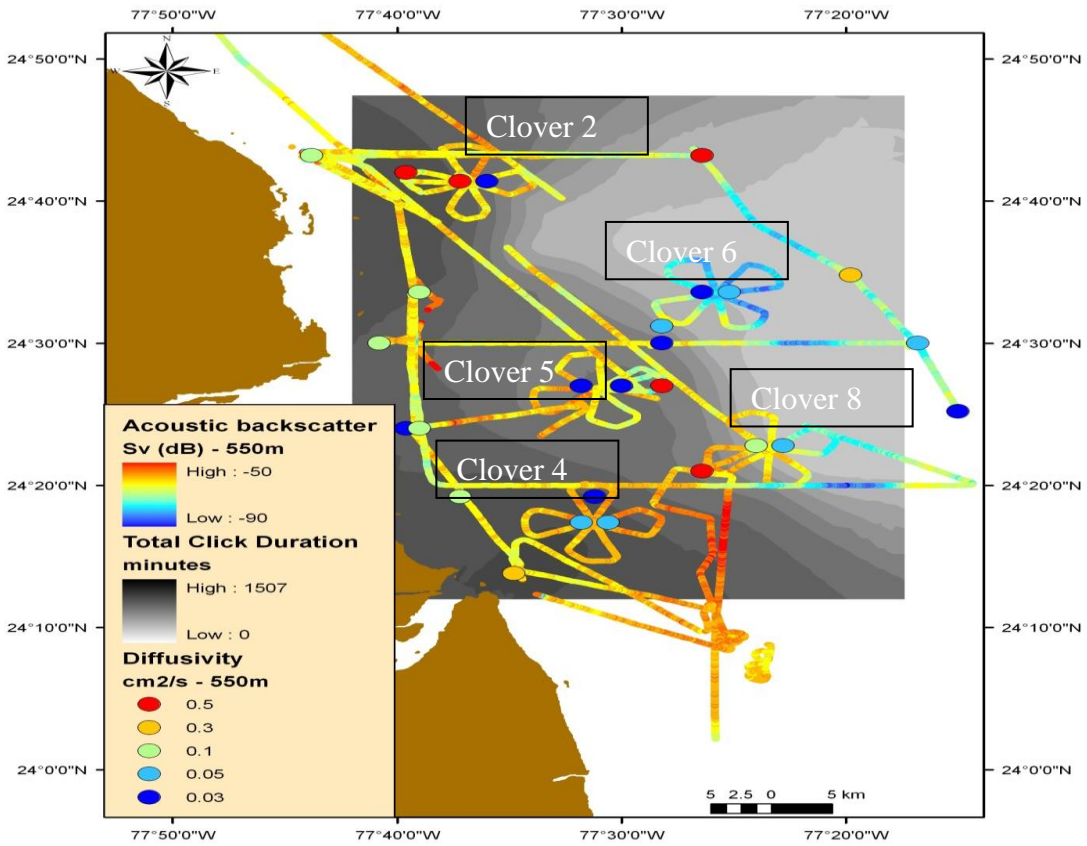 77°50'0"W 77°40'0"W 77°30'0"W 77°20'0"W
24°50'0"N 24°50'0"N
N
W E
S
Clover 2
24°40'0"N 24°40'0"N
Clover 6
24°30'0"N 24°30'0"N
Clover 5
Clover 8
Clover 4
24°20'0"N
24°10'0"N 24°10'0"N
24°0'0"N 24°0'0"N
Acoustic backscatter
Sv (dB) - 550m
High : -50
Low : -90
Total Click Duration
minutes
High : 1507
Low : 0
Diffusivity
cm2/s - 550m
0.5
0.3
0.1
0.05
0.03
5 2.5 0 5 km
77°50'0"W 77°40'0"W 77°30'0"W 77°20'0"W
24°20'0"N